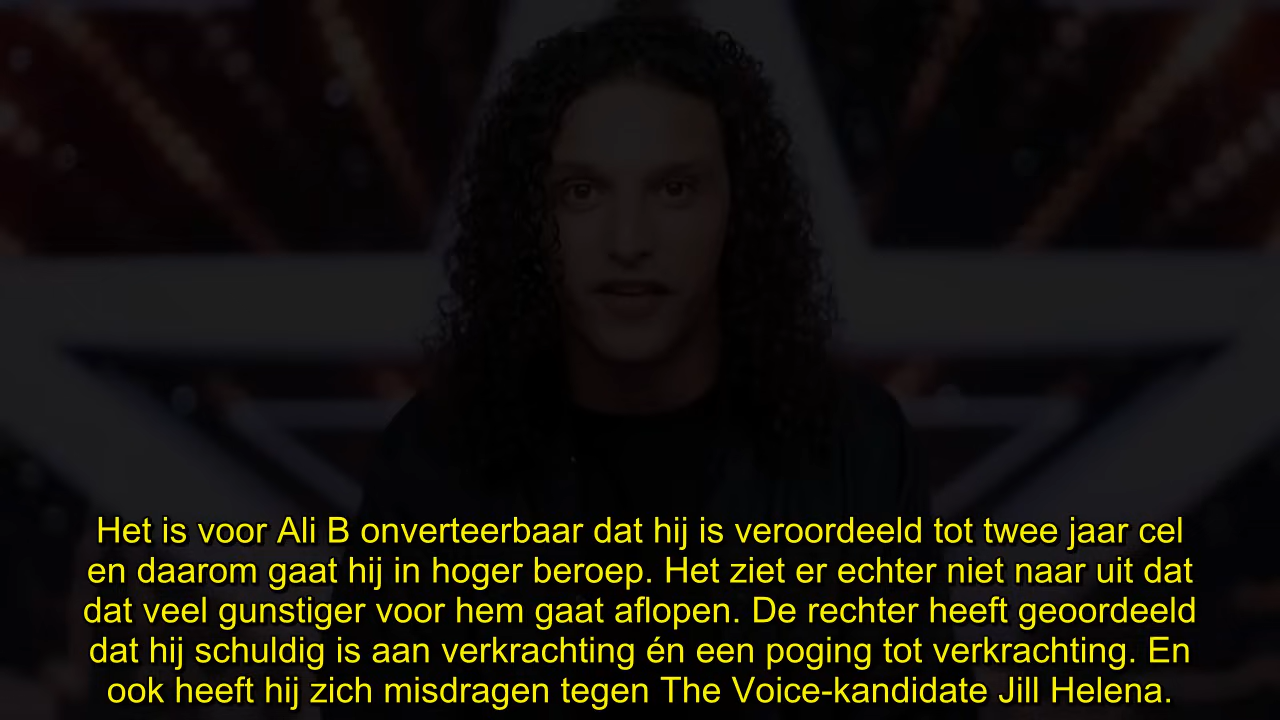 Het is voor Ali B onverteerbaar dat hij is veroordeeld tot twee jaar cel
en daarom gaat hij in hoger beroep. Het ziet er echter niet naar uit dat
dat veel gunstiger voor hem gaat aflopen. De rechter heeft geoordeeld
dat hij schuldig is aan verkrachting én een poging tot verkrachting. En
ook heeft hij zich misdragen tegen The Voice-kandidate Jill Helena.